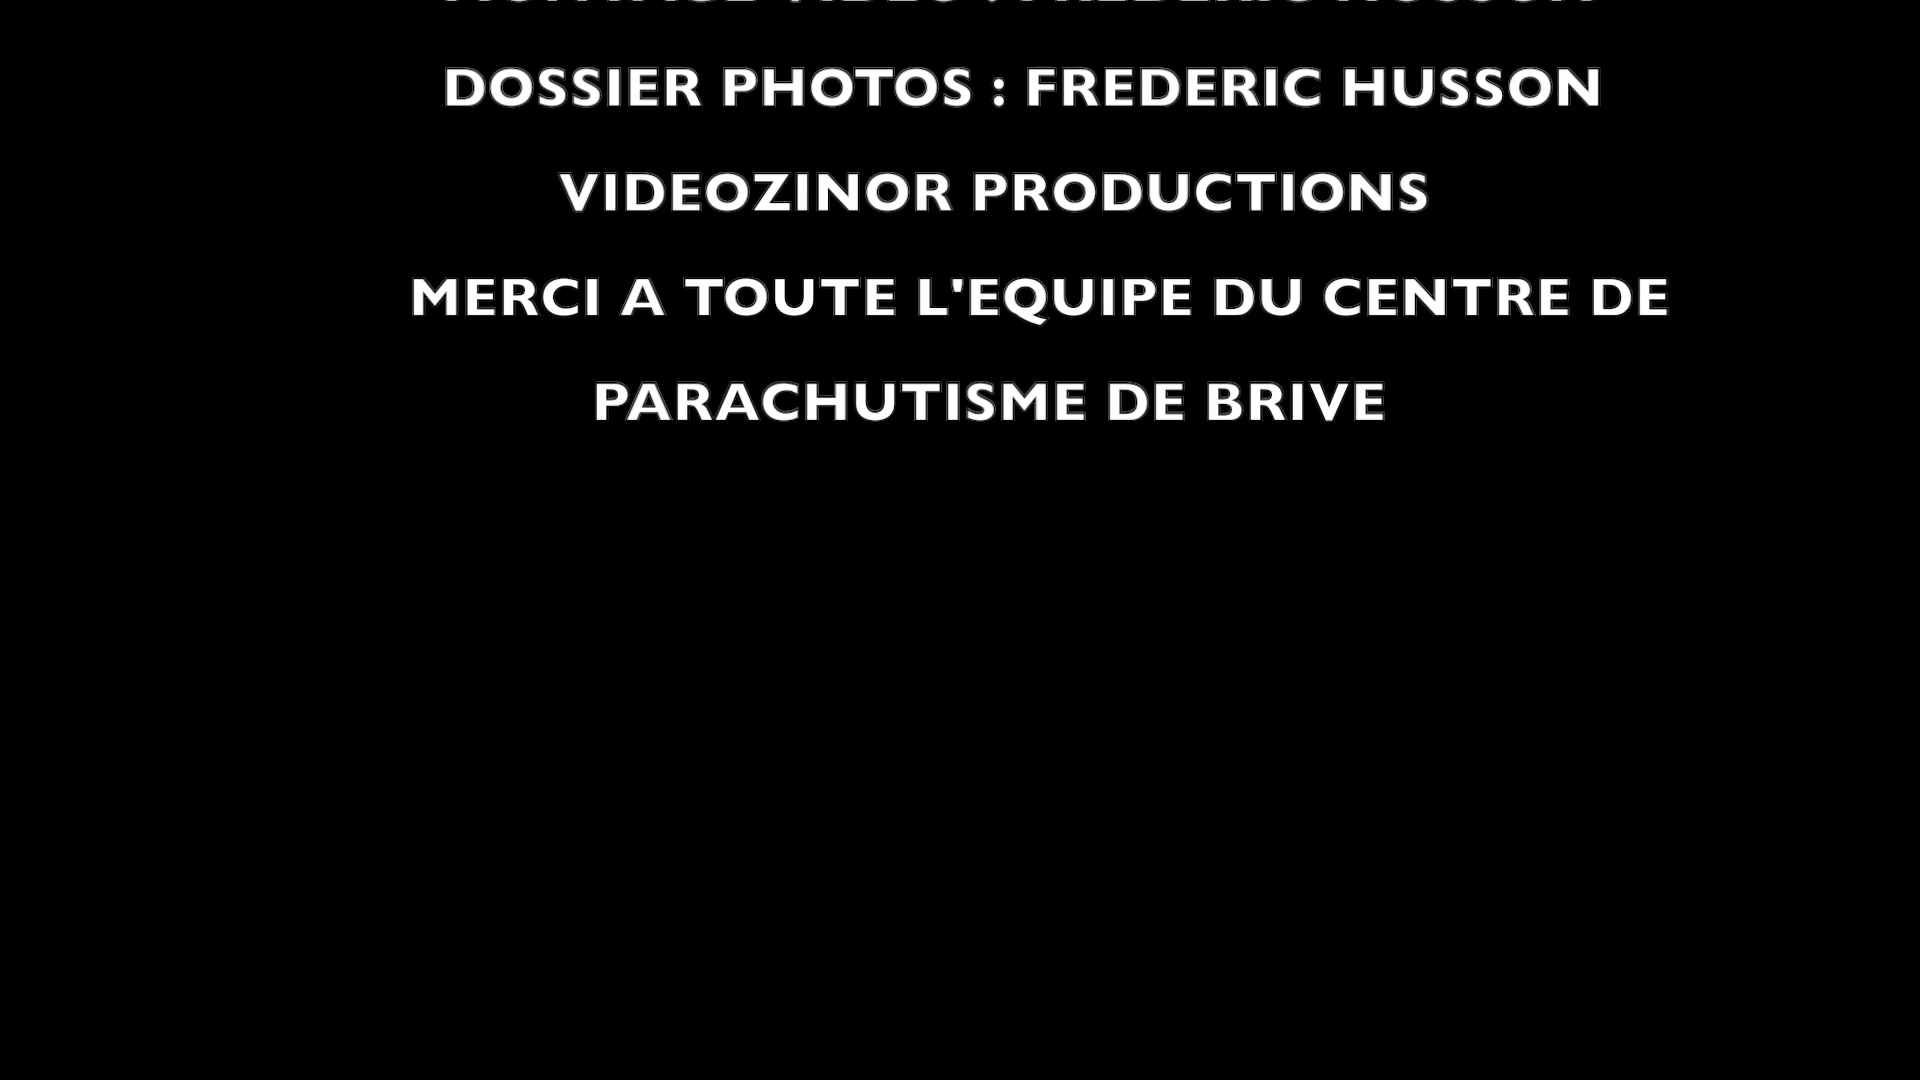 DOSSIER PHOTOS : FREDERIC HUSSON
VIDEOZINOR PRODUCTIONS
MERCI A TOUTE L'EQUIPE DU CENTRE DE
PARACHUTISME DE BRIVE